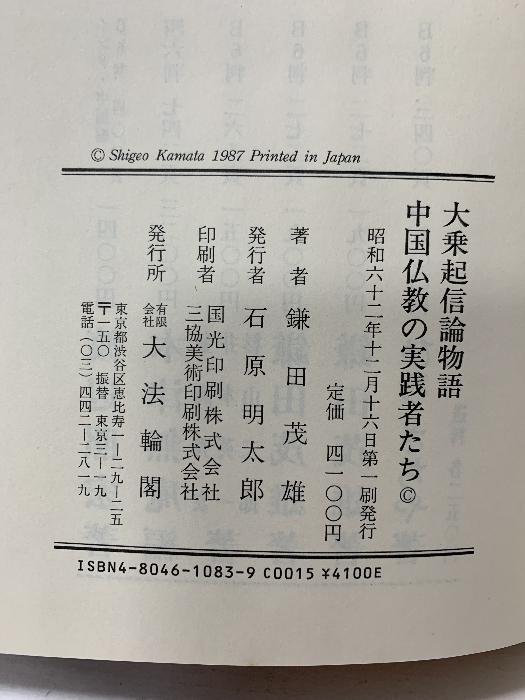 © Shigeo Kamata 1987 Printed in Japan
大乗起信論物語
中国仏教の実践者たち©
昭和六十二年十二月十六日第一刷発行
定価 四一〇〇円
著者 鎌田茂雄
発行者 石原明太郎
印刷者 国光印刷株式会社
三協美術印刷株式会社
発行所 有限会社 大法輪閣
東京都渋谷区恵比寿一ー二九ー二五
〒一五〇 振替 東京三ー一九
電話(〇三)四四二ー二八一九
ISBN4-8046-1083-9 C0015 ¥4100E